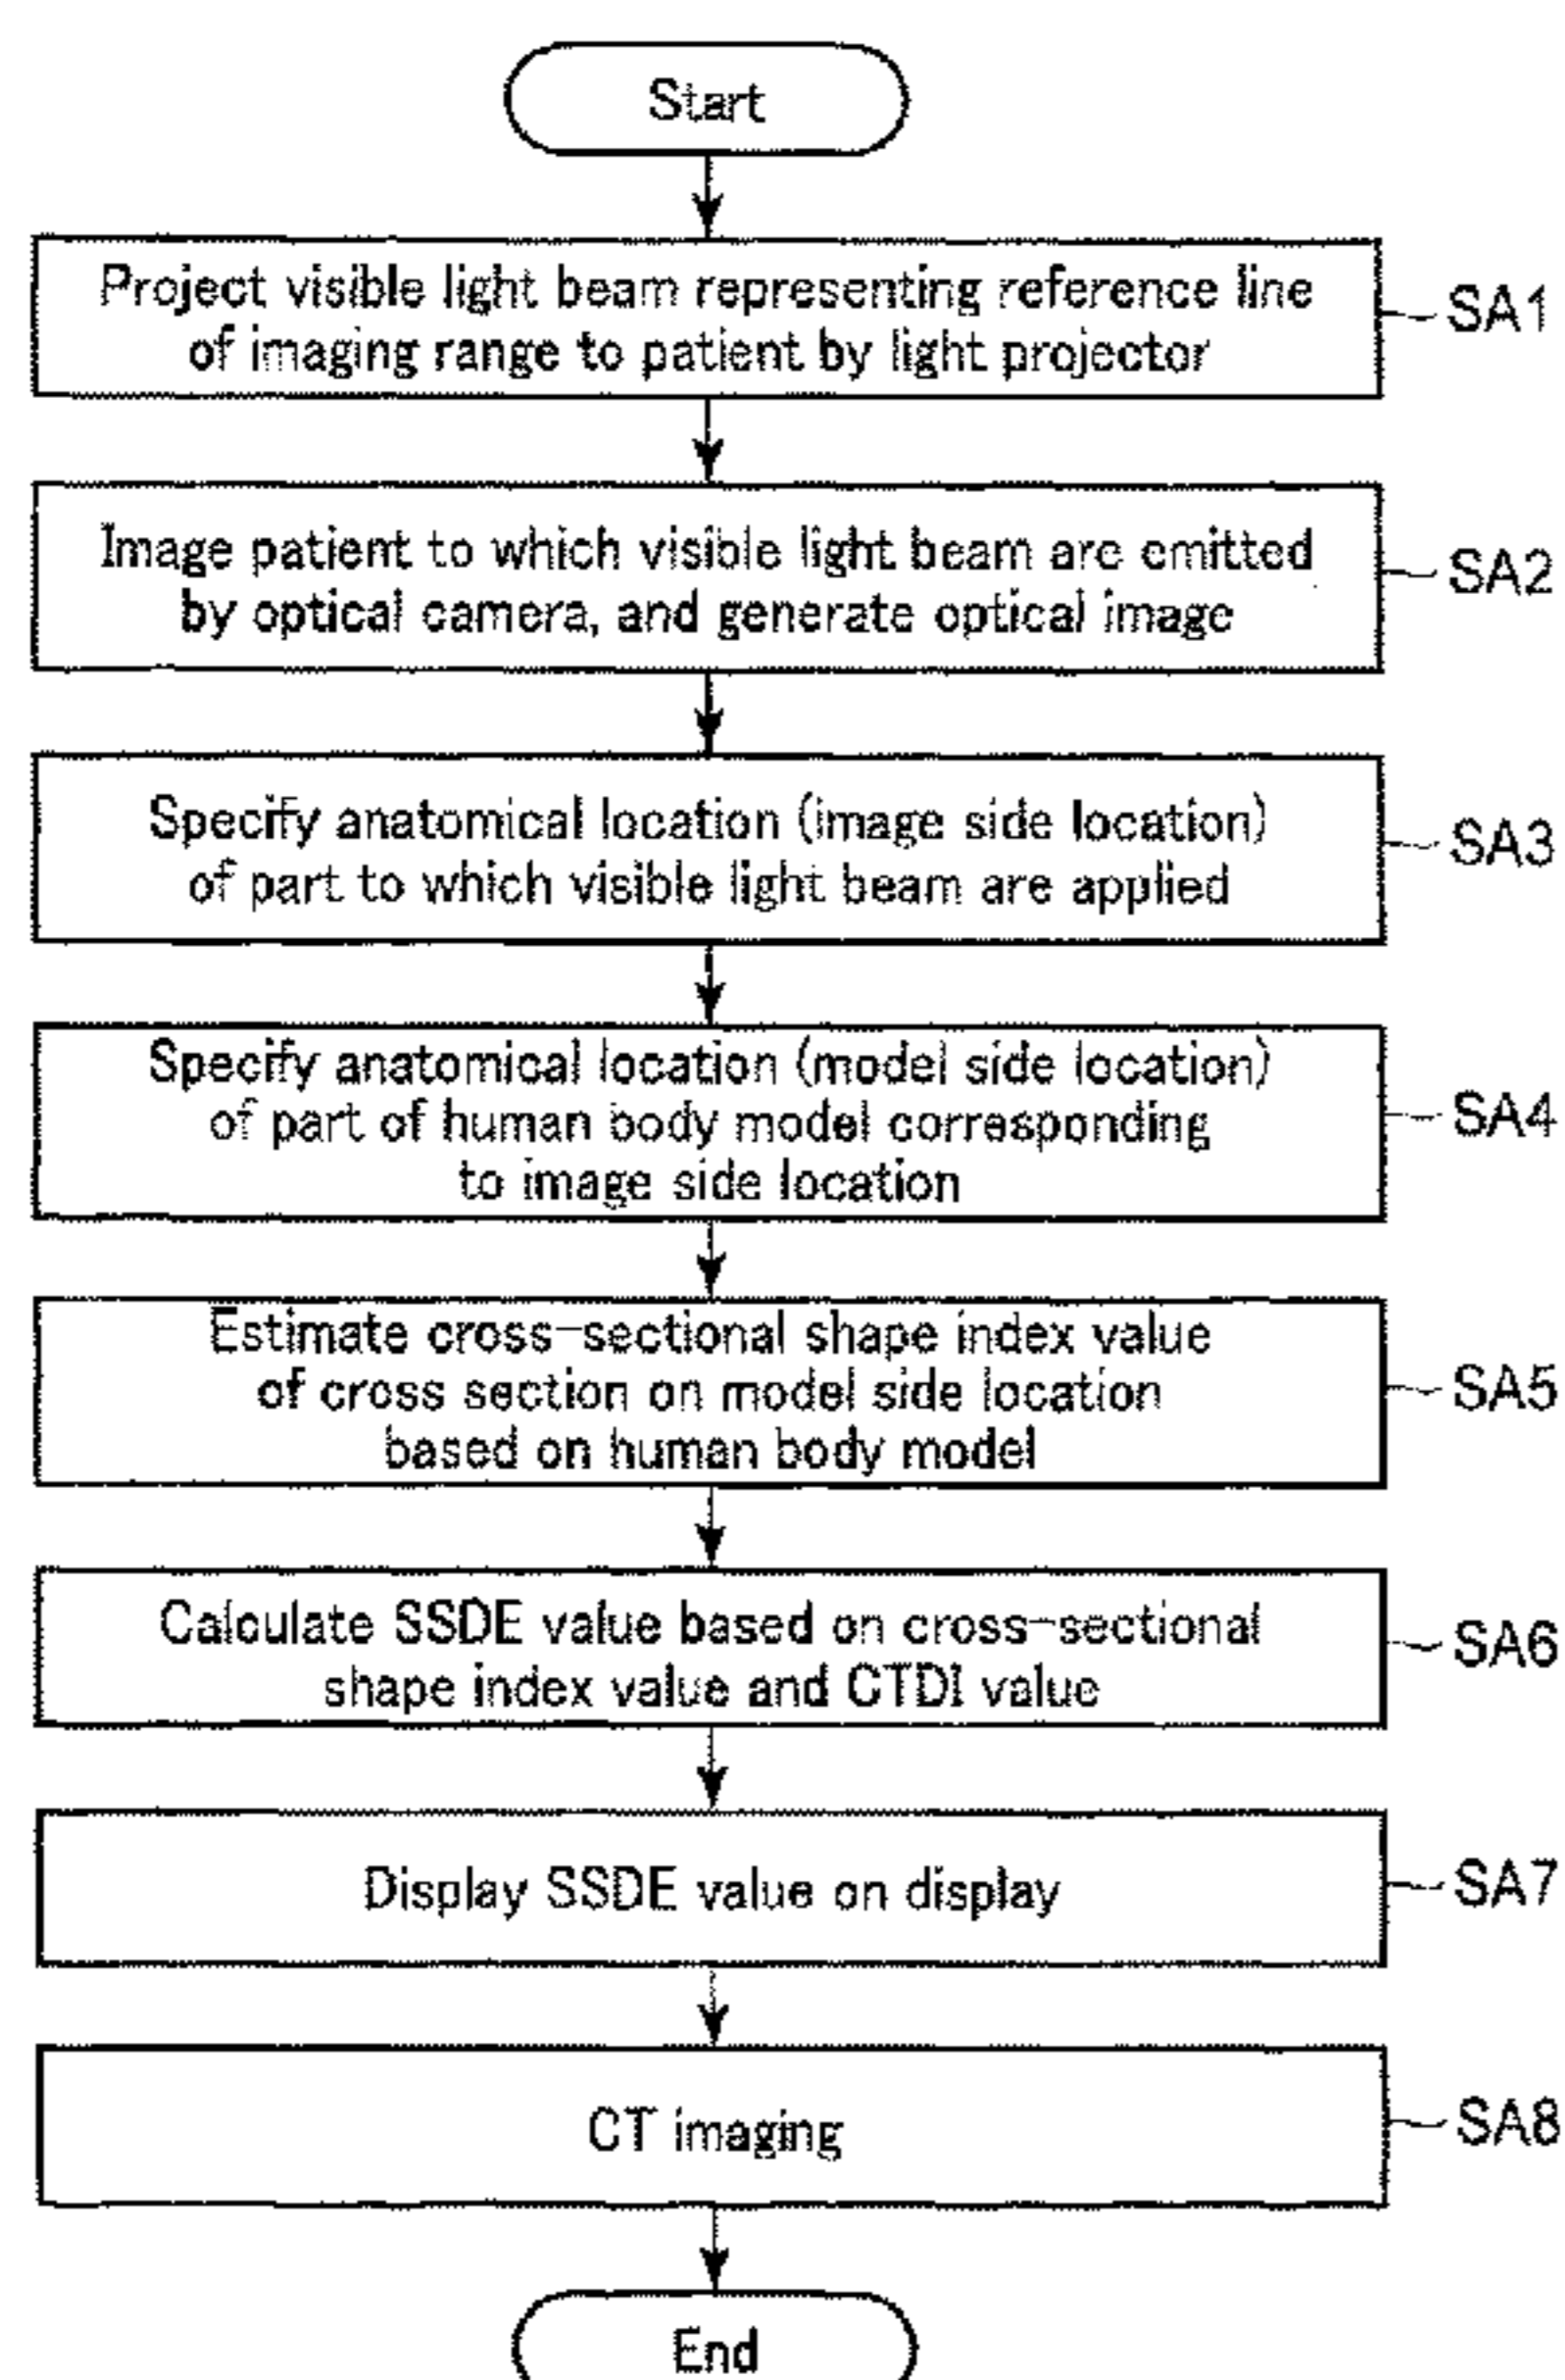 Start
Project visible light beam representing reference line
of imaging range to patient by light projector
SA1
Image patient to which visible light beam are emitted
by optical camera, and generate optical image
SA2
Specify anatomical location (image side location)
of part to which visible light beam are applied
SA3
Specify anatomical location (model side location)
of part of human body model corresponding
to image side location
SA4
Estimate cross-sectional shape index value
of cross section on model side location
based on human body model
SA5
Calculate SSDE value based on cross-sectional
shape index value and CTDI value
SA6
Display SSDE value on display
SA7
CT imaging
SA8
End